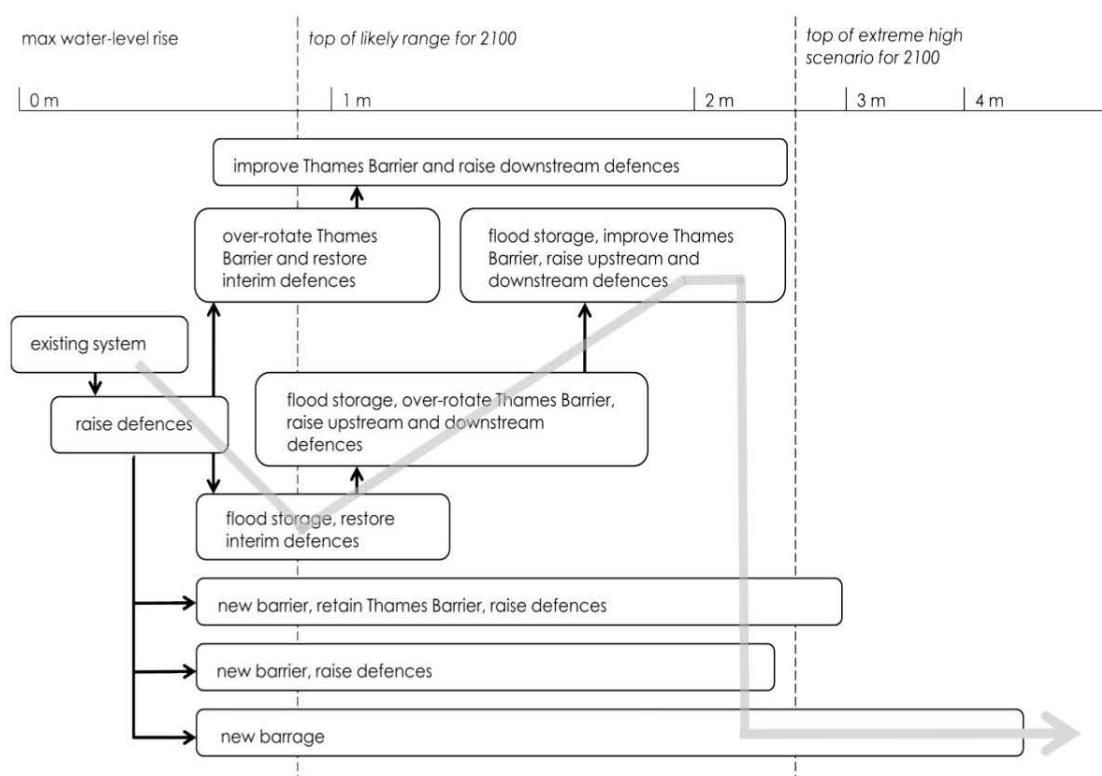 max water-level rise
top of likely range for 2100
top of extreme high
scenario for 2100
0 m
1 m
2 m
3 m
4 m
improve Thames Barrier and raise downstream defences
over-rotate Thames
Barrier and restore
interim defences
flood storage, improve Thames
Barrier, raise upstream and
downstream defences
existing system
raise defences
flood storage, over-rotate Thames Barrier,
raise upstream and downstream
defences
flood storage, restore
interim defences
new barrier, retain Thames Barrier, raise defences
new barrier, raise defences
new barrage